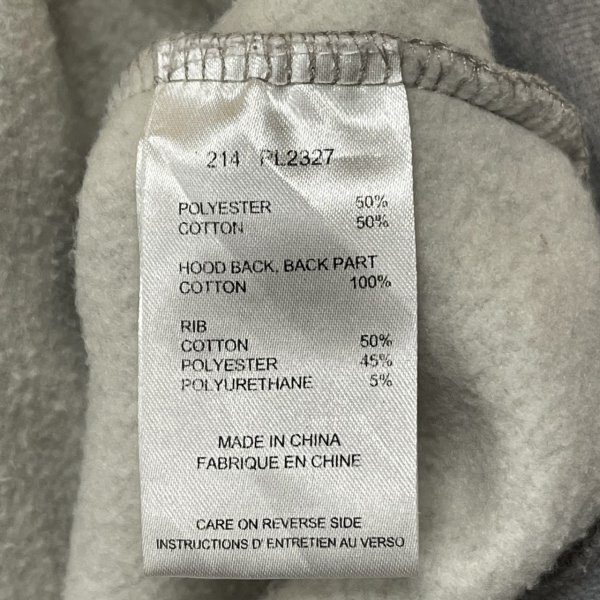 214 PL2327
POLYESTER 50%
COTTON 50%
HOOD BACK, BACK PART
COTTON 100%
RIB
COTTON 50%
POLYESTER 45%
POLYURETHANE 5%
MADE IN CHINA
FABRIQUE EN CHINE
CARE ON REVERSE SIDE
INSTRUCTIONS D' ENTRETIEN AU VERSO